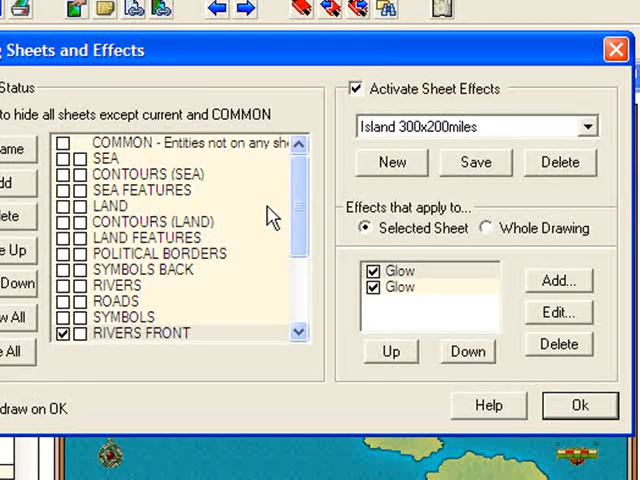 Sheets and Effects
Status
to hide all sheets except current and COMMON
COMMON - Entities not on any she
SEA
CONTOURS (SEA)
SEA FEATURES
LAND
CONTOURS (LAND)
LAND FEATURES
POLITICAL BORDERS
SYMBOLS BACK
RIVERS
ROADS
SYMBOLS
RIVERS FRONT
ame
dd
lete
e Up
Down
w All
e All
draw on OK
Activate Sheet Effects
Island 300x200miles
New
Save
Delete
Effects that apply to...
Selected Sheet
Whole Drawing
Glow
Glow
Add...
Edit...
Delete
Up
Down
Help
Ok